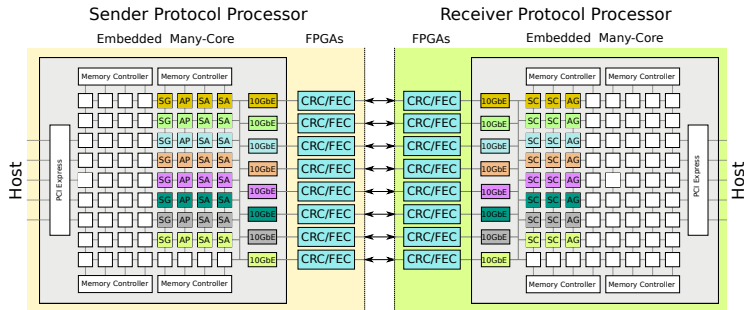 Sender Protocol Processor
Receiver Protocol Processor
Embedded Many-Core
FPGAs
FPGAs
Embedded Many-Core
Memory Controller
Memory Controller
Memory Controller
Memory Controller
SG AP SA SA 10GbE CRC/FEC CRC/FEC 10GbE SC SC AG
SG AP SA SA 10GbE CRC/FEC CRC/FEC 10GbE SC SC AG
SG AP SA SA 10GbE CRC/FEC CRC/FEC 10GbE SC SC AG
SG AP SA SA 10GbE CRC/FEC CRC/FEC 10GbE SC SC AG
SG AP SA SA 10GbE CRC/FEC CRC/FEC 10GbE SC SC AG
SG AP SA SA 10GbE CRC/FEC CRC/FEC 10GbE SC SC AG
SG AP SA SA 10GbE CRC/FEC CRC/FEC 10GbE SC SC AG
SG AP SA SA 10GbE CRC/FEC CRC/FEC 10GbE SC SC AG
Host
PCI Express
PCI Express
Host
Memory Controller
Memory Controller
Memory Controller
Memory Controller